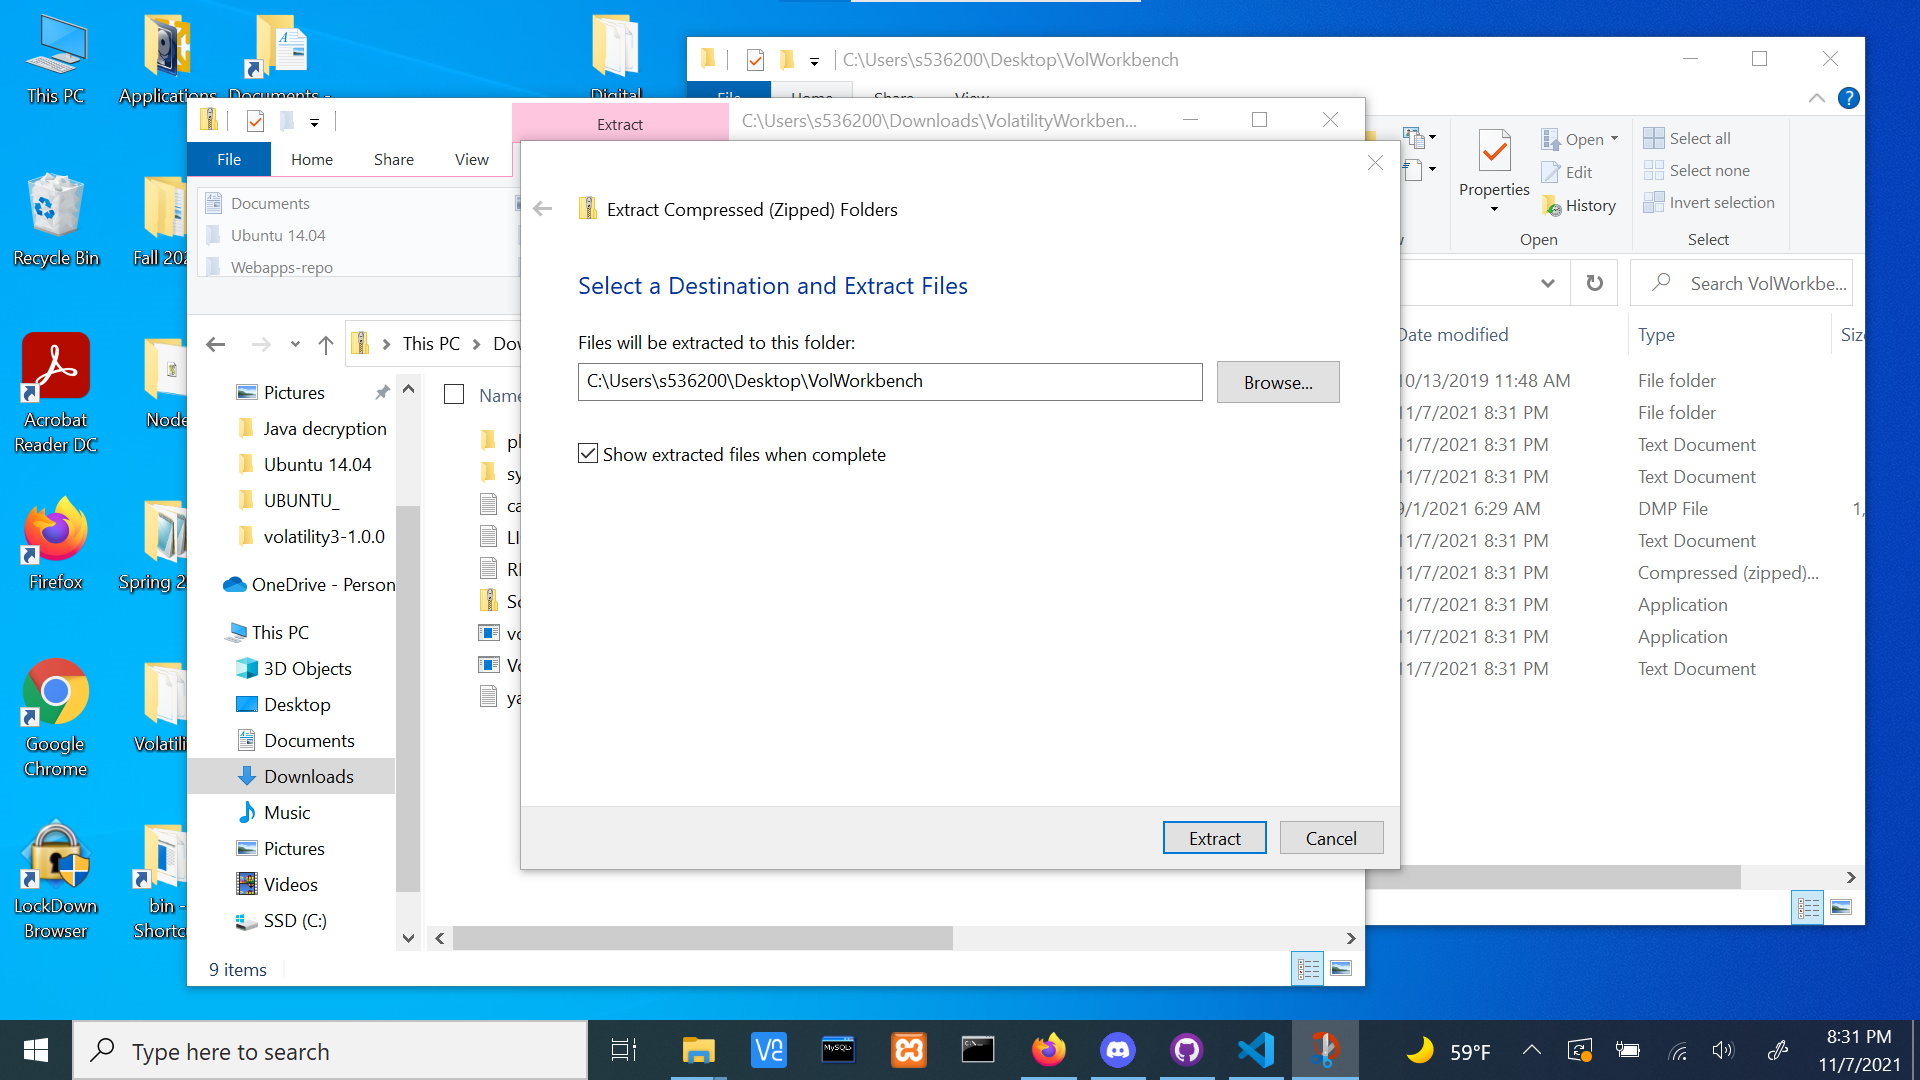 This PC
Applications
Documents -
Digital
Recycle Bin
Fall 202
Acrobat
Reader DC
Node
Firefox
Spring 2
Google
Chrome
Volatili
LockDown
Browser
bin -
Shortc
C:\Users\s536200\Desktop\VolWorkbench
File
Home
Share
View
Properties
Open
Edit
History
Open
Select all
Select none
Invert selection
Select
Search VolWorkbe...
Date modified
Type
Siz
10/13/2019 11:48 AM
File folder
11/7/2021 8:31 PM
File folder
11/7/2021 8:31 PM
Text Document
11/7/2021 8:31 PM
Text Document
9/1/2021 6:29 AM
DMP File
1,
11/7/2021 8:31 PM
Text Document
11/7/2021 8:31 PM
Compressed (zipped)...
11/7/2021 8:31 PM
Application
11/7/2021 8:31 PM
Application
11/7/2021 8:31 PM
Text Document
Extract
C:\Users\s536200\Downloads\VolatilityWorkben...
File
Home
Share
View
Documents
Ubuntu 14.04
Webapps-repo
This PC
Dov
Pictures
Java decryption
Ubuntu 14.04
UBUNTU_
volatility3-1.0.0
OneDrive - Person
This PC
3D Objects
Desktop
Documents
Downloads
Music
Pictures
Videos
SSD (C:)
Name
pl
sy
ca
LI
RE
So
vo
Vo
ya
9 items
Extract Compressed (Zipped) Folders
Select a Destination and Extract Files
Files will be extracted to this folder:
C:\Users\s536200\Desktop\VolWorkbench
Browse...
Show extracted files when complete
Extract
Cancel
Type here to search
MySQL
59°F
8:31 PM
11/7/2021